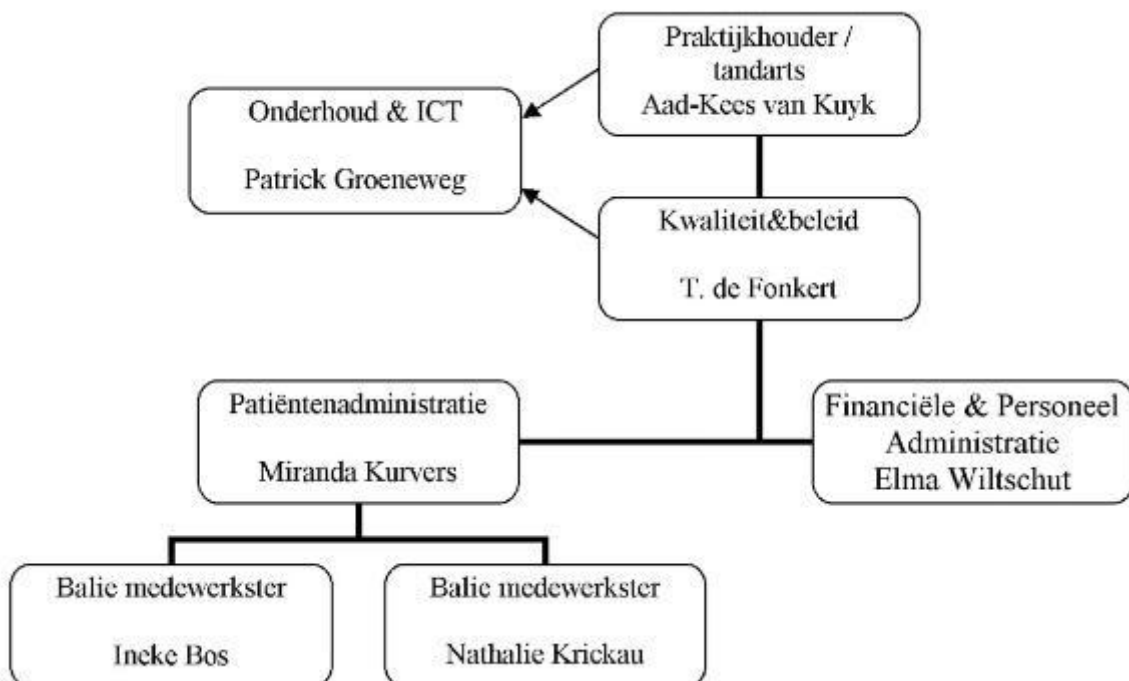 Praktijkhouder /
tandarts
Aad-Kees van Kuyk
Onderhoud & ICT
Patrick Groeneweg
Kwaliteit&beleid
T. de Fonkert
Patiëntenadministratie
Miranda Kurvers
Financiële & Personeel
Administratie
Elma Wiltschut
Balie medewerkster
Ineke Bos
Balie medewerkster
Nathalie Krickau